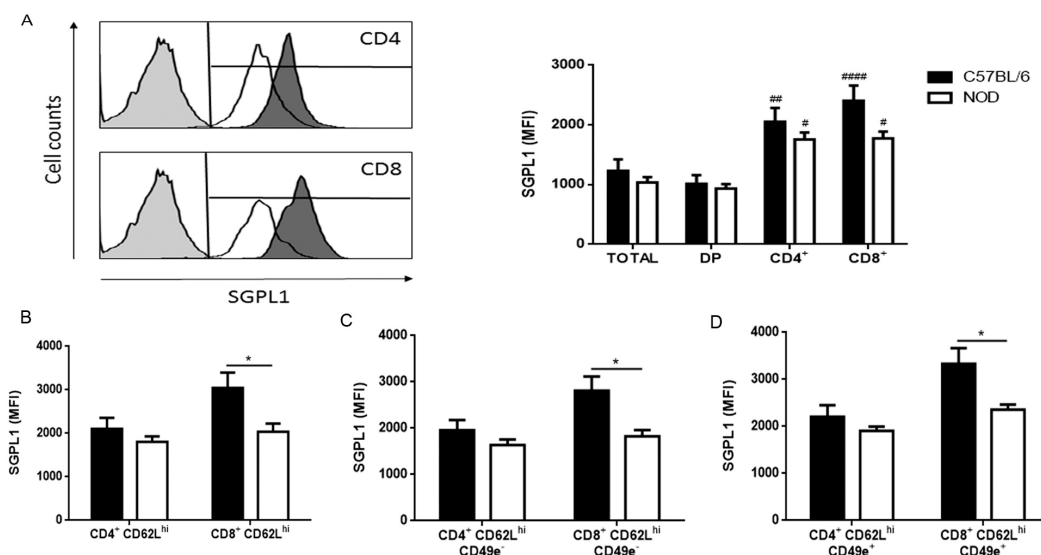 A
Cell counts
CD4
CD8
SGPL1
SGPL1 (MFI)
3000
2000
1000
0
##
#
####
#
TOTAL
DP
CD4⁺
CD8⁺
C57BL/6
NOD
B
SGPL1 (MFI)
4000
3000
2000
1000
0
*
CD4⁺ CD62Lʰⁱ
CD8⁺ CD62Lʰⁱ
C
SGPL1 (MFI)
4000
3000
2000
1000
0
*
CD4⁺ CD62Lʰⁱ
CD49e⁻
CD8⁺ CD62Lʰⁱ
CD49e⁻
D
SGPL1 (MFI)
4000
3000
2000
1000
0
*
CD4⁺ CD62Lʰⁱ
CD49e⁺
CD8⁺ CD62Lʰⁱ
CD49e⁺